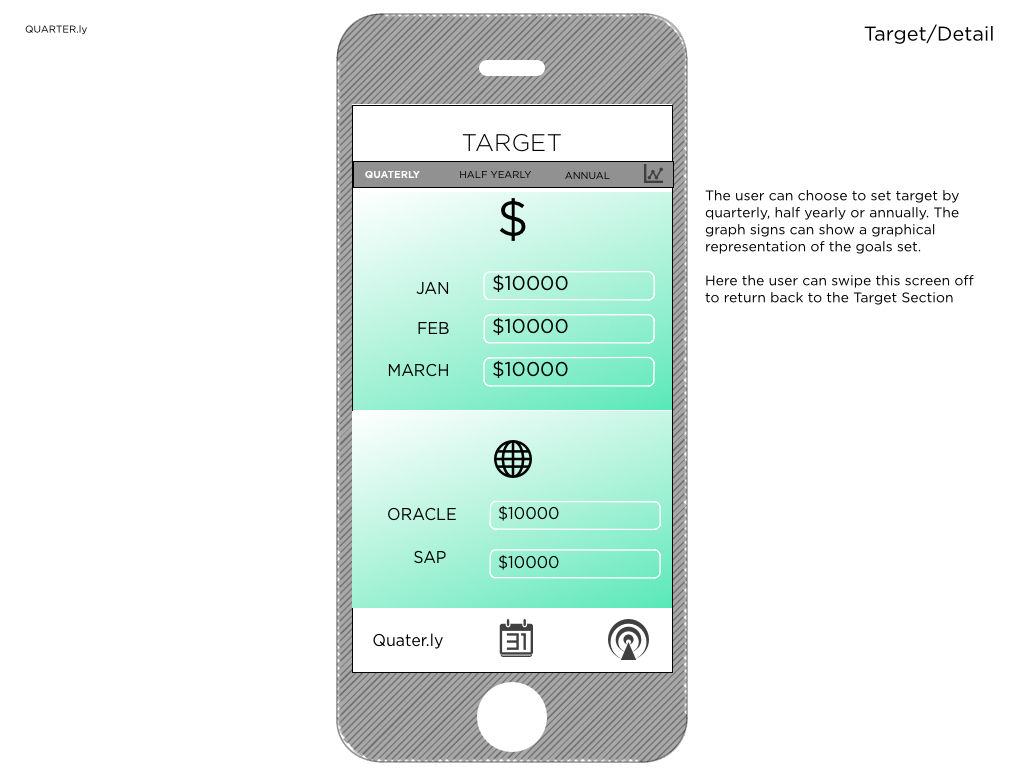 QUARTER.ly
Target/Detail
TARGET
QUATERLY HALF YEARLY ANNUAL
$
JAN $10000
FEB $10000
MARCH $10000
ORACLE $10000
SAP $10000
Quater.ly 31
The user can choose to set target by
quarterly, half yearly or annually. The
graph signs can show a graphical
representation of the goals set.
Here the user can swipe this screen off
to return back to the Target Section